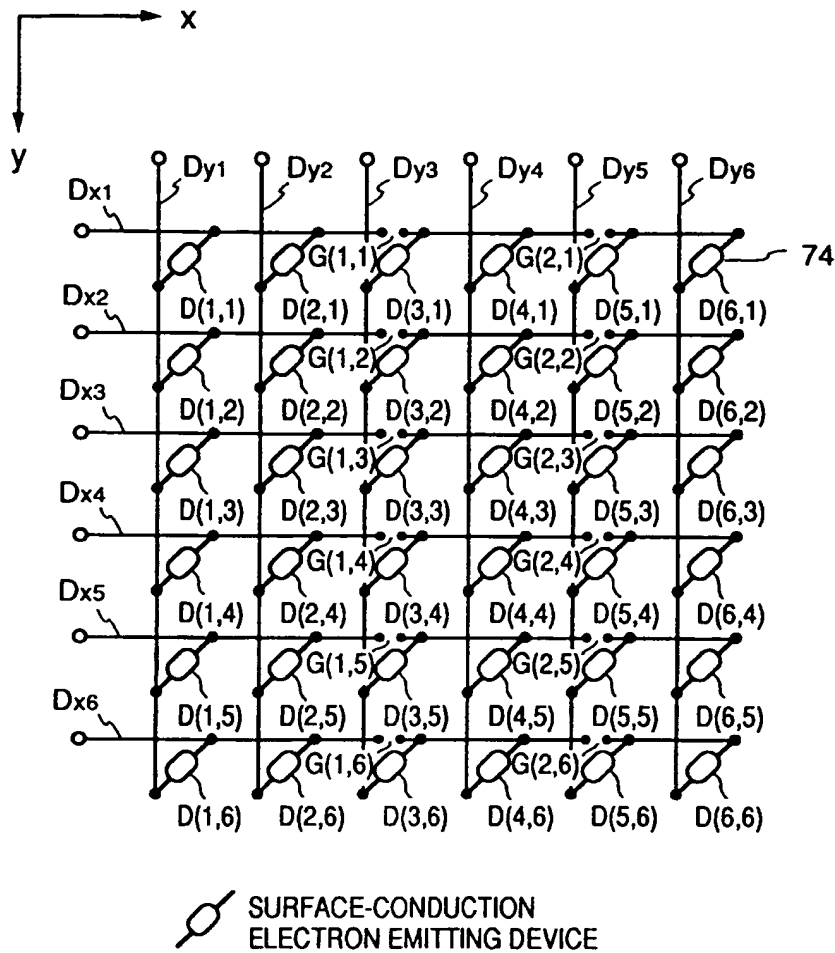 x
y
Dy1 Dy2 Dy3 Dy4 Dy5 Dy6
Dx1
G(1,1) G(2,1) 74
D(1,1) D(2,1) D(3,1) D(4,1) D(5,1) D(6,1)
Dx2
G(1,2) G(2,2)
D(1,2) D(2,2) D(3,2) D(4,2) D(5,2) D(6,2)
Dx3
G(1,3) G(2,3)
D(1,3) D(2,3) D(3,3) D(4,3) D(5,3) D(6,3)
Dx4
G(1,4) G(2,4)
D(1,4) D(2,4) D(3,4) D(4,4) D(5,4) D(6,4)
Dx5
G(1,5) G(2,5)
D(1,5) D(2,5) D(3,5) D(4,5) D(5,5) D(6,5)
Dx6
G(1,6) G(2,6)
D(1,6) D(2,6) D(3,6) D(4,6) D(5,6) D(6,6)
SURFACE-CONDUCTION
ELECTRON EMITTING DEVICE